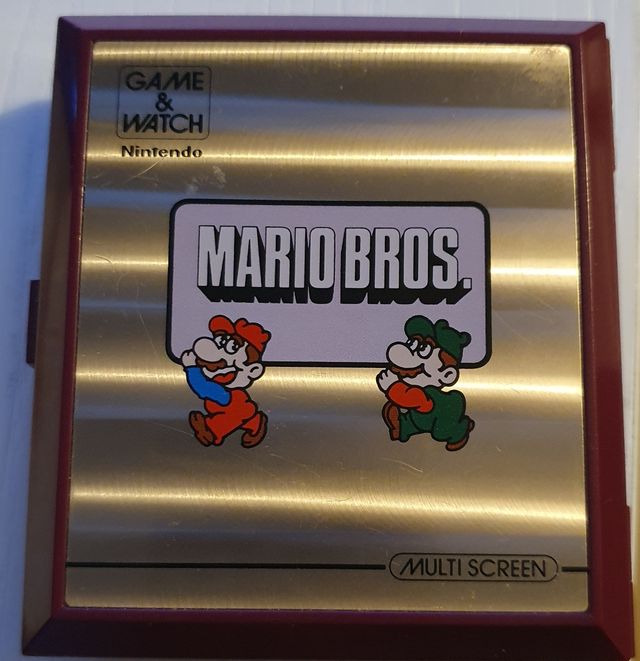 GAME
&
WATCH
Nintendo
MARIO BROS.
MULTI SCREEN